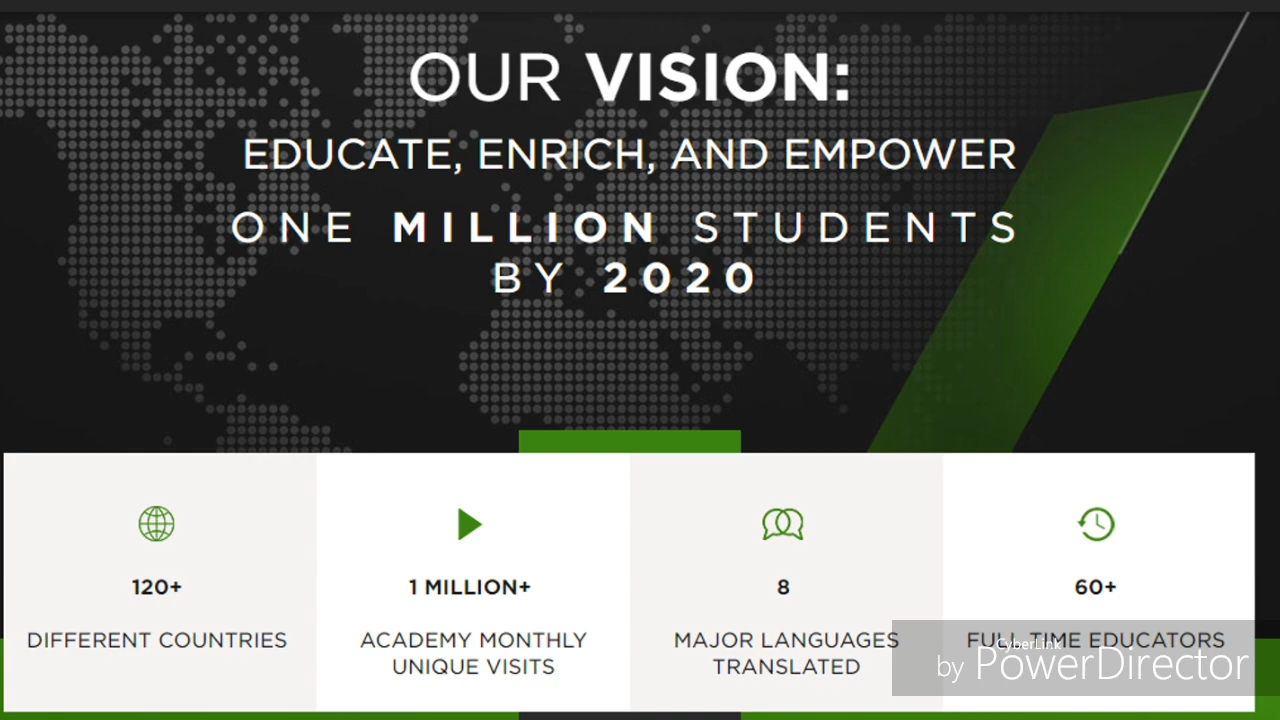 OUR VISION:
EDUCATE, ENRICH, AND EMPOWER
ONE MILLION STUDENTS
BY 2020
120+
DIFFERENT COUNTRIES
1 MILLION+
ACADEMY MONTHLY
UNIQUE VISITS
8
MAJOR LANGUAGES
TRANSLATED
60+
FULL TIME EDUCATORS
CyberLink
by PowerDirector